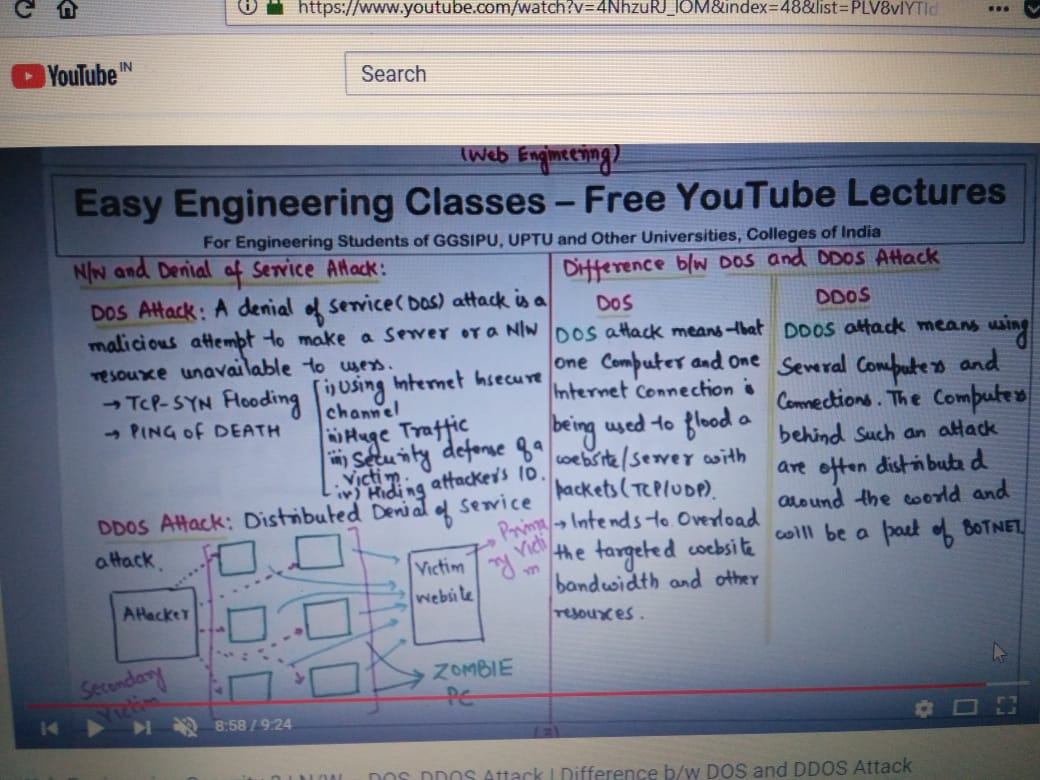 https://www.youtube.com/watch?v=4NhzuRJ_IOM&index=48&list=PLV8vIYTId
YouTube IN
Search
(Web Engineering)
Easy Engineering Classes – Free YouTube Lectures
For Engineering Students of GGSIPU, UPTU and Other Universities, Colleges of India
N/W and Denial of Service Attack:
DOS Attack: A denial of service(DOS) attack is a
malicious attempt to make a server or a N/W
resource unavailable to users.
→ TCP-SYN Flooding
→ PING OF DEATH
i) Using Internet Insecure
channel
ii) Huge Traffic
iii) Security defense of a
victim.
iv) Hiding attacker's ID.
DDOS Attack: Distributed Denial of Service
attack.
Attacker
Secondary
Victim
Victim
website
Prima
ry Victi
m
ZOMBIE
PC
Difference b/w DOS and DDOS Attack
DOS
DOS attack means that
one Computer and one
Internet Connection is
being used to flood a
website/server with
packets (TCP/UDP).
→ Intends to Overload
the targeted website
bandwidth and other
resources.
DDOS
DDOS attack means using
Several Computers and
Connections. The Computers
behind such an attack
are often distributed
around the world and
will be a part of BOTNET.
8:58 / 9:24
DOS, DDOS Attack | Difference b/w DOS and DDOS Attack